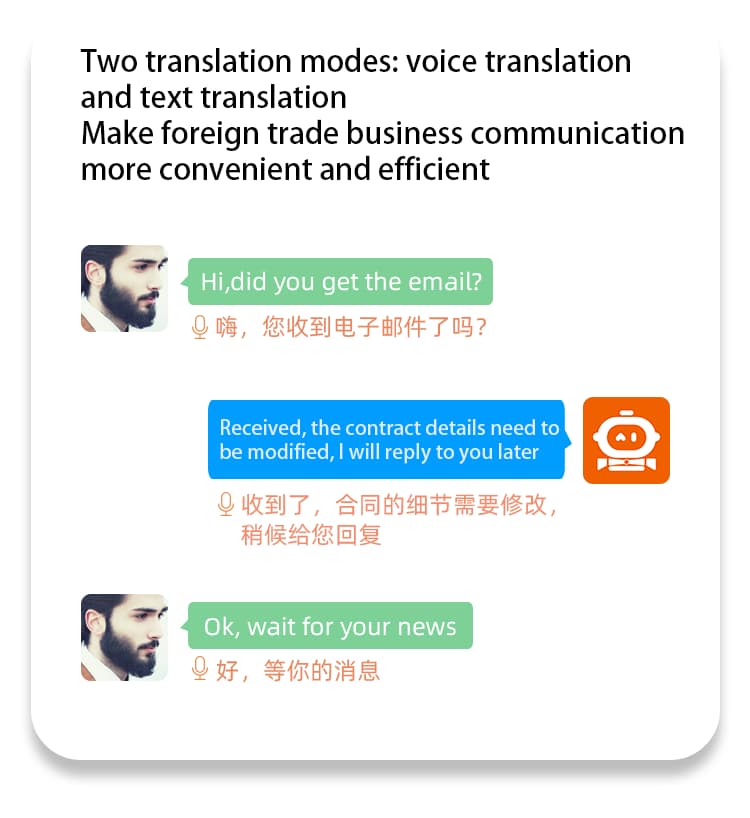 Two translation modes: voice translation
and text translation
Make foreign trade business communication
more convenient and efficient
Hi,did you get the email?
嗨，您收到电子邮件了吗？
Received, the contract details need to
be modified, I will reply to you later
收到了，合同的细节需要修改，
稍候给您回复
Ok, wait for your news
好，等你的消息